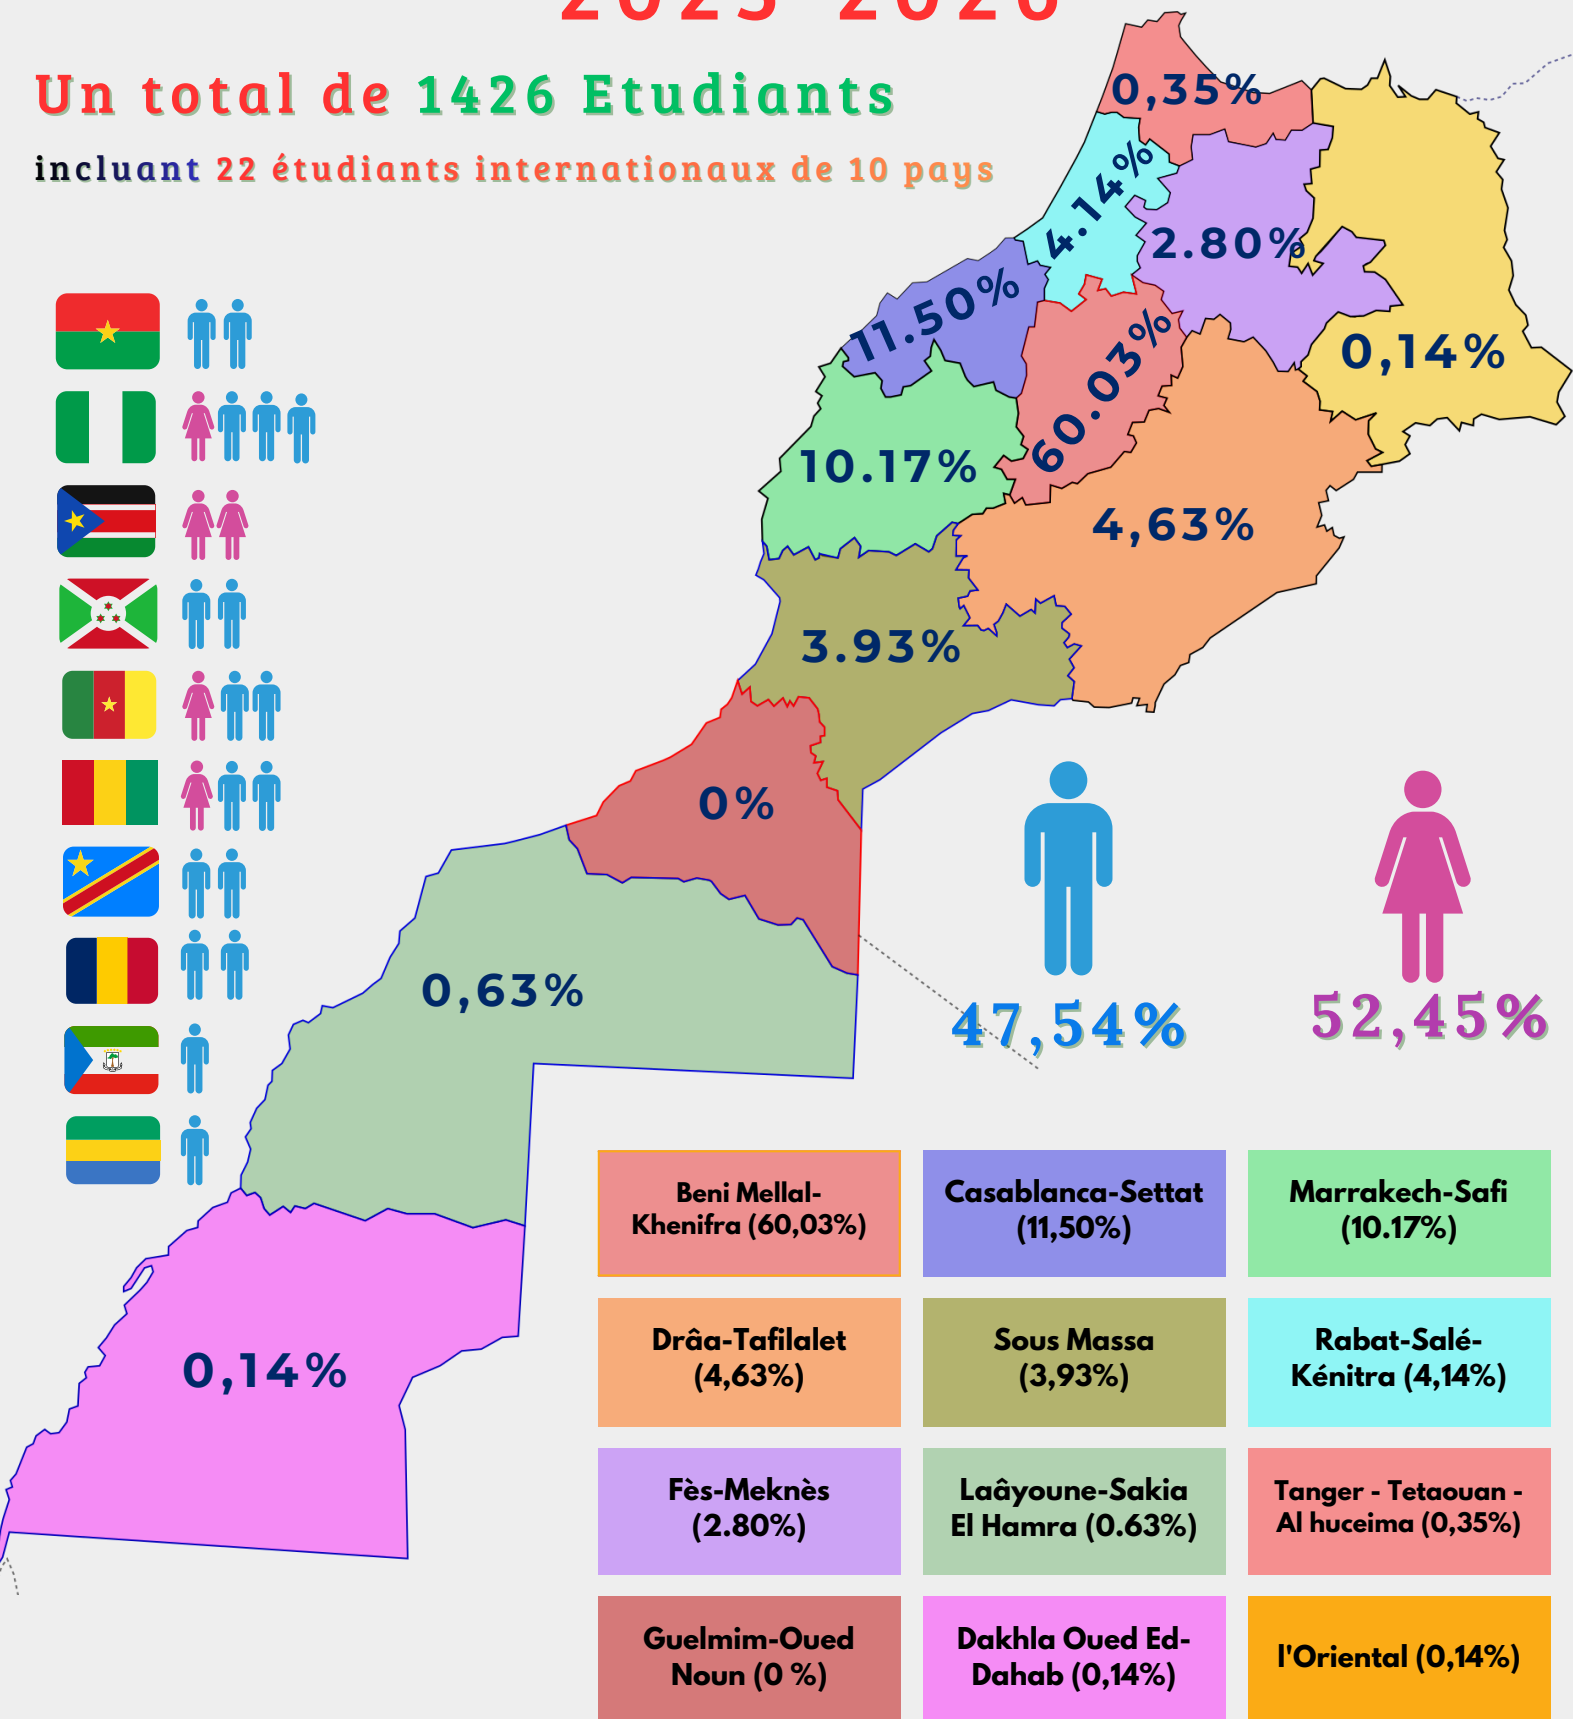 2025-2026
Un total de 1426 Etudiants
incluant 22 étudiants internationaux de 10 pays
0,35%
4.14%
2.80%
11.50%
0,14%
60.03%
10.17%
4,63%
3.93%
0%
0,63%
47,54%
52,45%
0,14%
Beni Mellal-
Khenifra (60,03%)
Casablanca-Settat
(11,50%)
Marrakech-Safi
(10.17%)
Drâa-Tafilalet
(4,63%)
Sous Massa
(3,93%)
Rabat-Salé-
Kénitra (4,14%)
Fès-Meknès
(2.80%)
Laâyoune-Sakia
El Hamra (0.63%)
Tanger - Tetaouan -
Al huceima (0,35%)
Guelmim-Oued
Noun (0 %)
Dakhla Oued Ed-
Dahab (0,14%)
l'Oriental (0,14%)